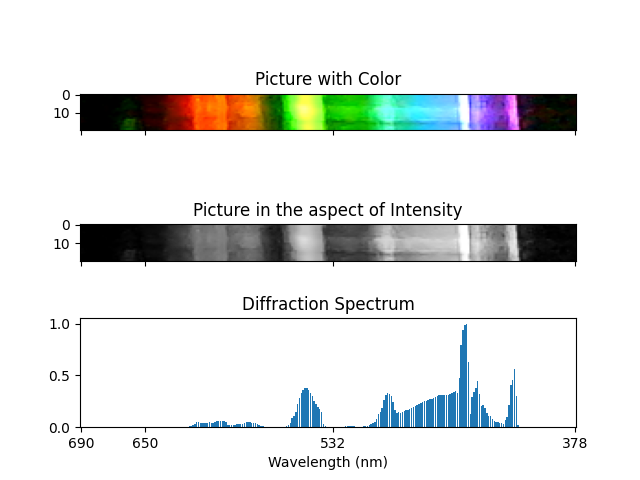 Picture with Color
0
10
Picture in the aspect of Intensity
0
10
Diffraction Spectrum
1.0
0.5
0.0
690 650 532 378
Wavelength (nm)